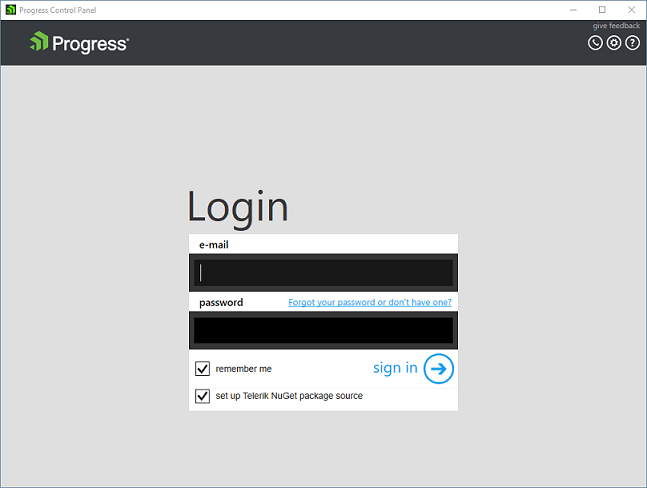 Progress Control Panel
give feedback
Progress®
Login
e-mail
password
Forgot your password or don't have one?
remember me
sign in
set up Telerik NuGet package source